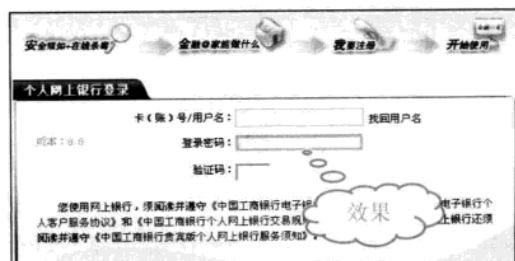 安全须知+在线杀毒 金融@家能做什么 我要注册 开始使用
个人网上银行登录
卡(账)号/用户名: 找回用户名
版本:0.0 登录密码:
验证码:
您使用网上银行,须阅读并遵守《中国工商银行电子银 电子银行个
人客户服务协议》和《中国工商银行个人网上银行交易规 上银行还须
阅读并遵守《中国工商银行贵宾版个人网上银行服务须知》。
效果